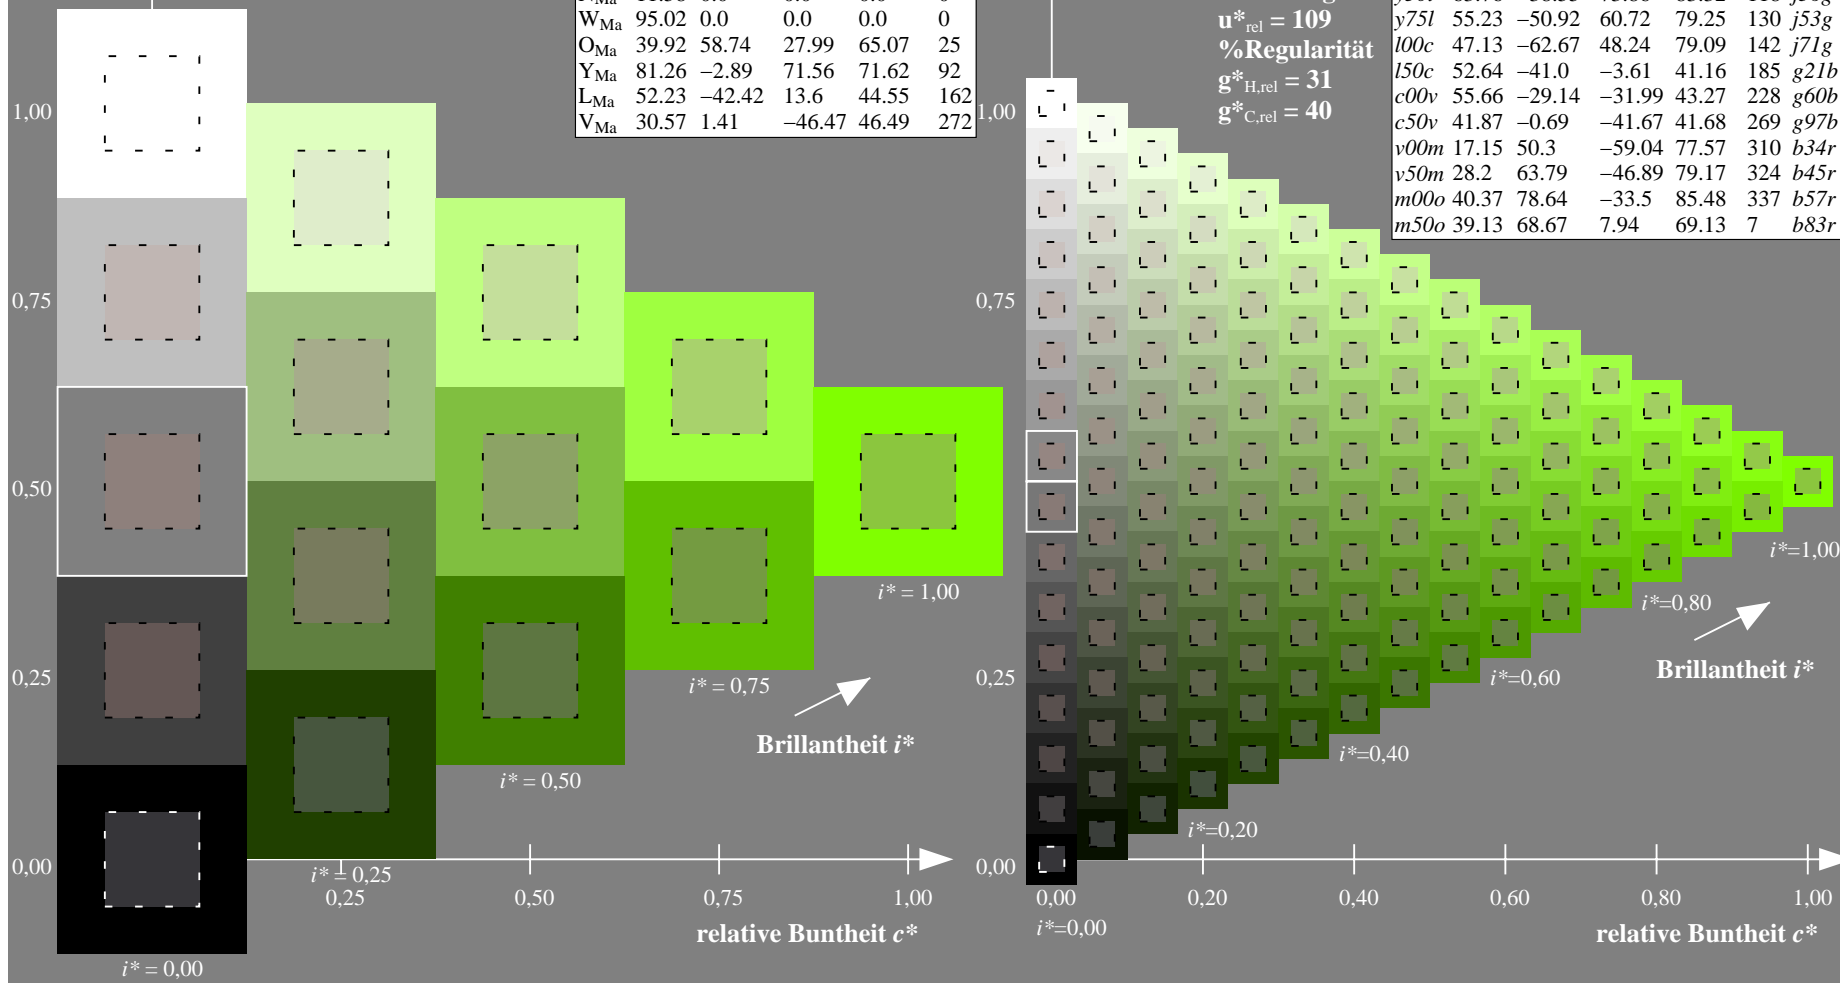 W_Ma 95.02 0.0 0.0 0.0 0
O_Ma 39.92 58.74 27.99 65.07 25
Y_Ma 81.26 −2.89 71.56 71.62 92
L_Ma 52.23 −42.42 13.6 44.55 162
V_Ma 30.57 1.41 −46.47 46.49 272
u*rel = 109
%Regularität
g*H,rel = 31
g*C,rel = 40
y75l 55.23 −50.92 60.72 79.25 130 j53g
l00c 47.13 −62.67 48.24 79.09 142 j71g
l50c 52.64 −41.0 −3.61 41.16 185 g21b
c00v 55.66 −29.14 −31.99 43.27 228 g60b
c50v 41.87 −0.69 −41.67 41.68 269 g97b
v00m 17.15 50.3 −59.04 77.57 310 b34r
v50m 28.2 63.79 −46.89 79.17 324 b45r
m00o 40.37 78.64 −33.5 85.48 337 b57r
m50o 39.13 68.67 7.94 69.13 7 b83r
1,00
0,75
0,50
0,25
0,00
i* = 1,00
i* = 0,75
Brillantheit i*
i* = 0,50
i* = 0,25
0,25 0,50 0,75 1,00
relative Buntheit c*
i* = 0,00
1,00
0,75
0,25
0,00
i*=1,00
i*=0,80
Brillantheit i*
i*=0,60
i*=0,40
i*=0,20
0,00 0,20 0,40 0,60 0,80 1,00
i*=0,00
relative Buntheit c*